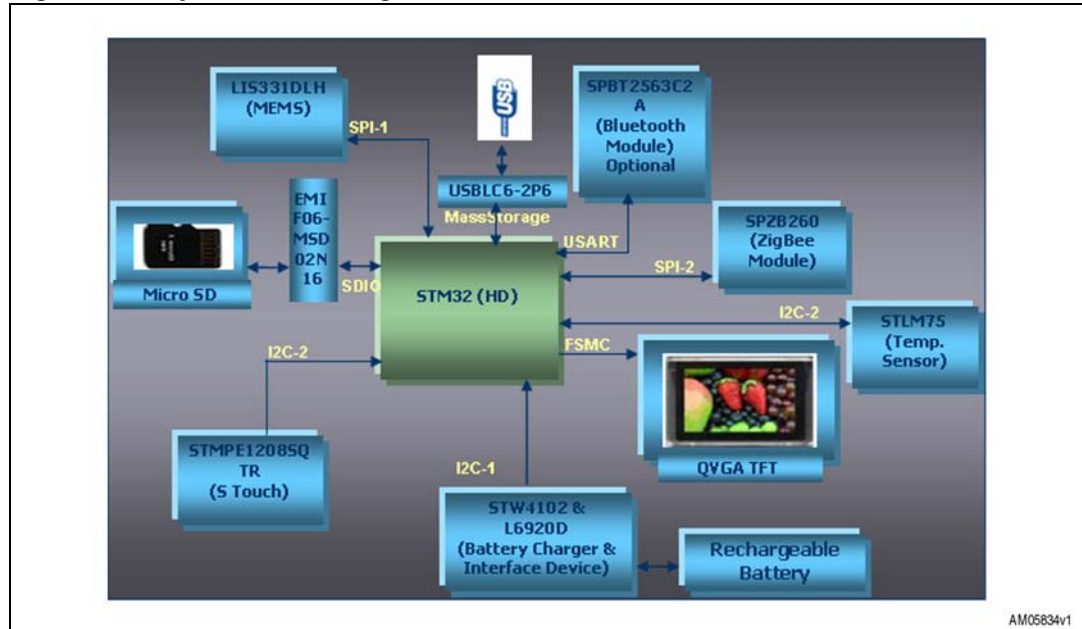 LIS331DLH
(MEMS)
SPI-1
USB
USBLC6-2P6
MassStorage
SPBT2563C2
A
(Bluetooth
Module)
Optional
USART
EMI
F06-
MSD
02N
16
Micro SD
SDIO
STM32 (HD)
SPZB260
(ZigBee
Module)
SPI-2
I2C-2
STLM75
(Temp.
Sensor)
FSMC
QVGA TFT
I2C-2
STMPE1208SQ
TR
(S Touch)
I2C-1
STW4102 &
L6920D
(Battery Charger &
Interface Device)
Rechargeable
Battery
AM05834v1